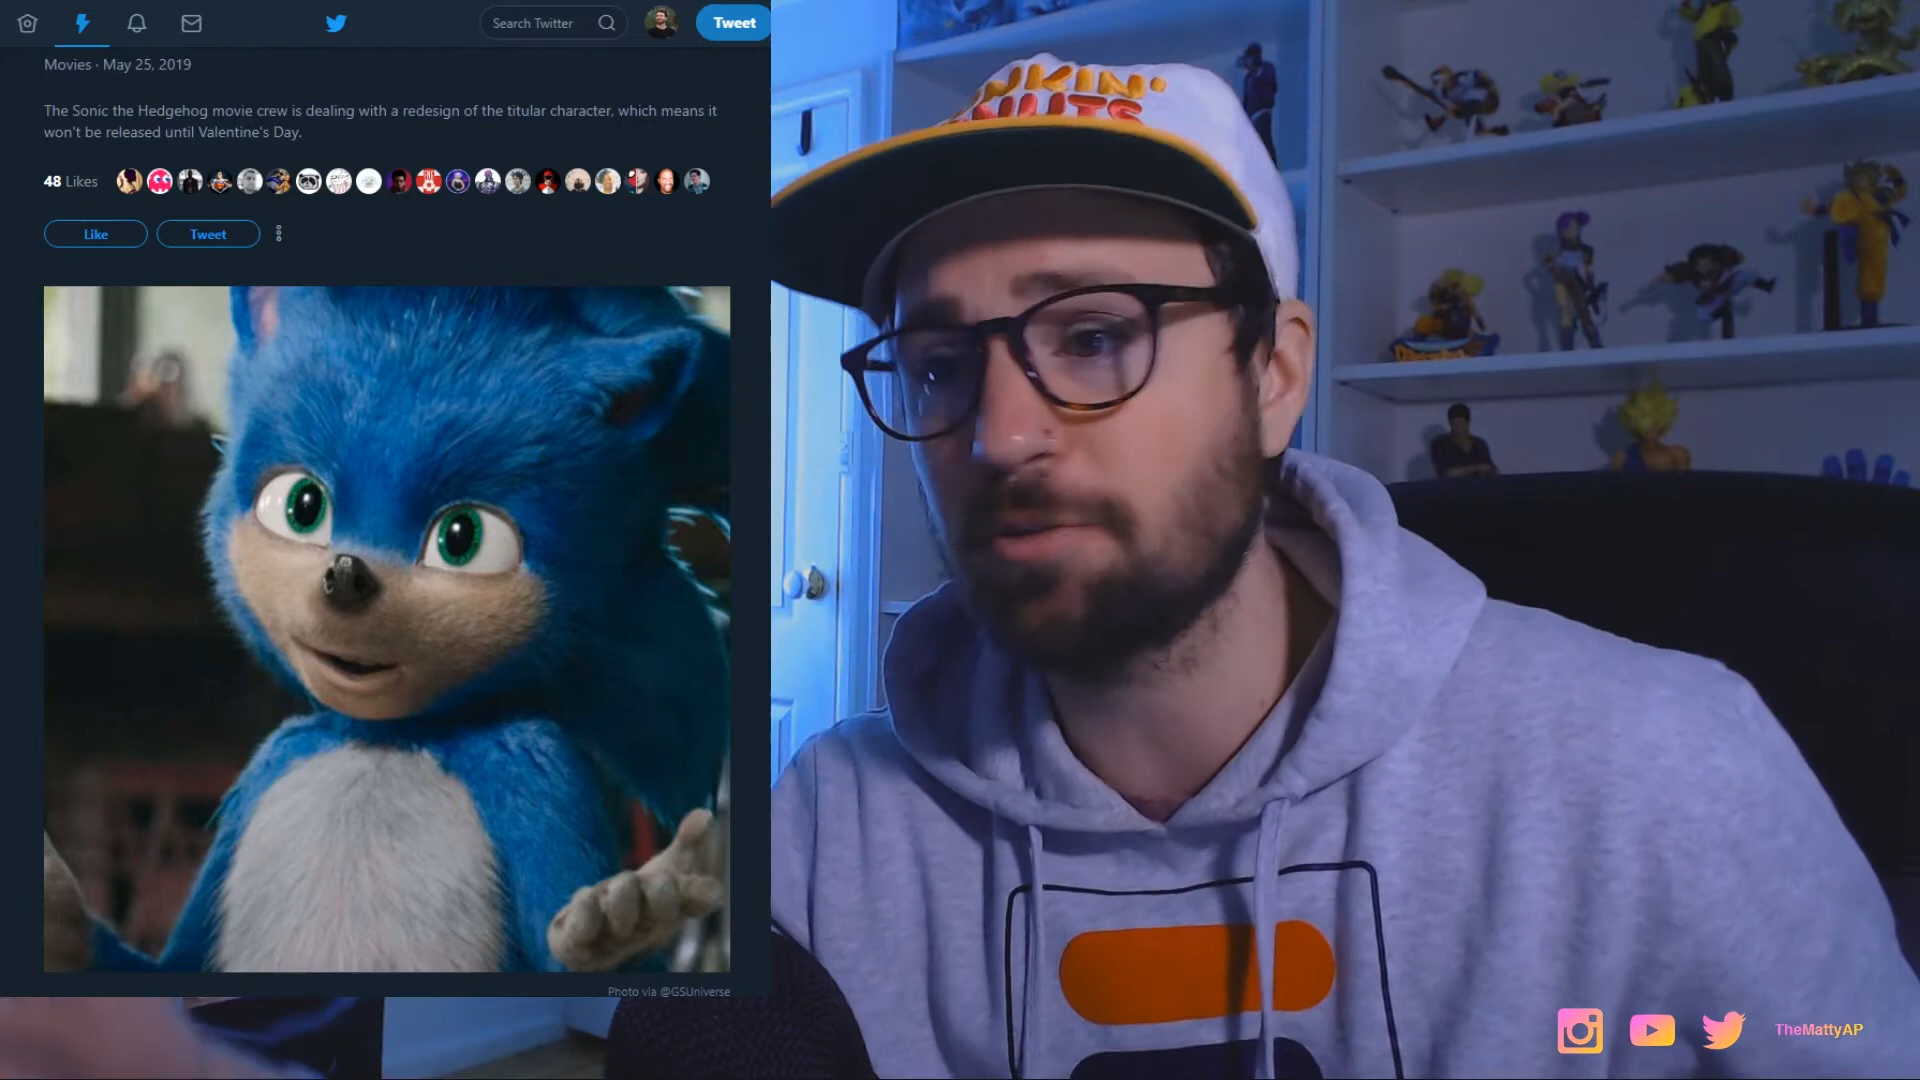 Search Twitter
Tweet
Movies · May 25, 2019
The Sonic the Hedgehog movie crew is dealing with a redesign of the titular character, which means it
won't be released until Valentine's Day.
48 Likes
Like
Tweet
Photo via @GSUniverse
TheMattyAP